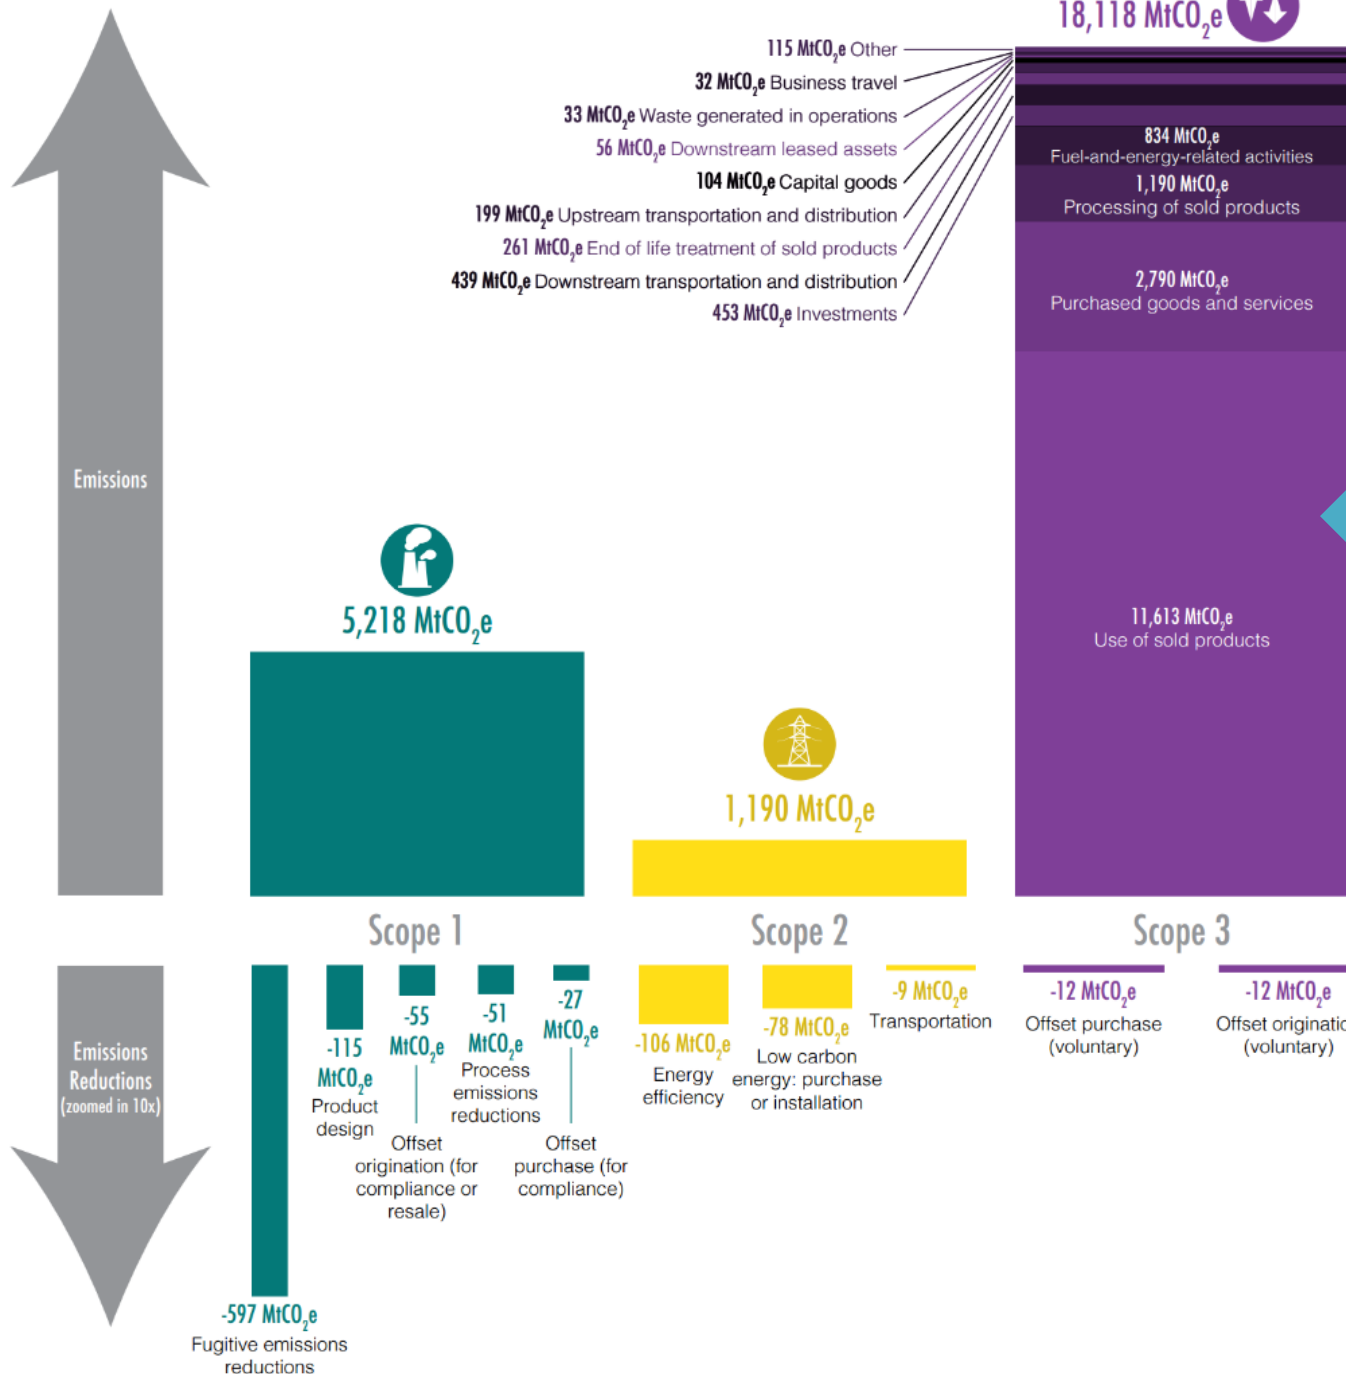 18,118 MtCO₂e
115 MtCO₂e Other
32 MtCO₂e Business travel
33 MtCO₂e Waste generated in operations
56 MtCO₂e Downstream leased assets
104 MtCO₂e Capital goods
199 MtCO₂e Upstream transportation and distribution
261 MtCO₂e End of life treatment of sold products
439 MtCO₂e Downstream transportation and distribution
453 MtCO₂e Investments
834 MtCO₂e
Fuel-and-energy-related activities
1,190 MtCO₂e
Processing of sold products
2,790 MtCO₂e
Purchased goods and services
11,613 MtCO₂e
Use of sold products
Emissions
5,218 MtCO₂e
1,190 MtCO₂e
Scope 1
Scope 2
Scope 3
Emissions
Reductions
(zoomed in 10x)
-597 MtCO₂e
Fugitive emissions
reductions
-115
MtCO₂e
Product
design
-55
MtCO₂e
Offset
origination (for
compliance or
resale)
-51
MtCO₂e
Process
emissions
reductions
-27
MtCO₂e
Offset
purchase (for
compliance)
-106 MtCO₂e
Energy
efficiency
-78 MtCO₂e
Low carbon
energy: purchase
or installation
-9 MtCO₂e
Transportation
-12 MtCO₂e
Offset purchase
(voluntary)
-12 MtCO₂e
Offset originatio
(voluntary)